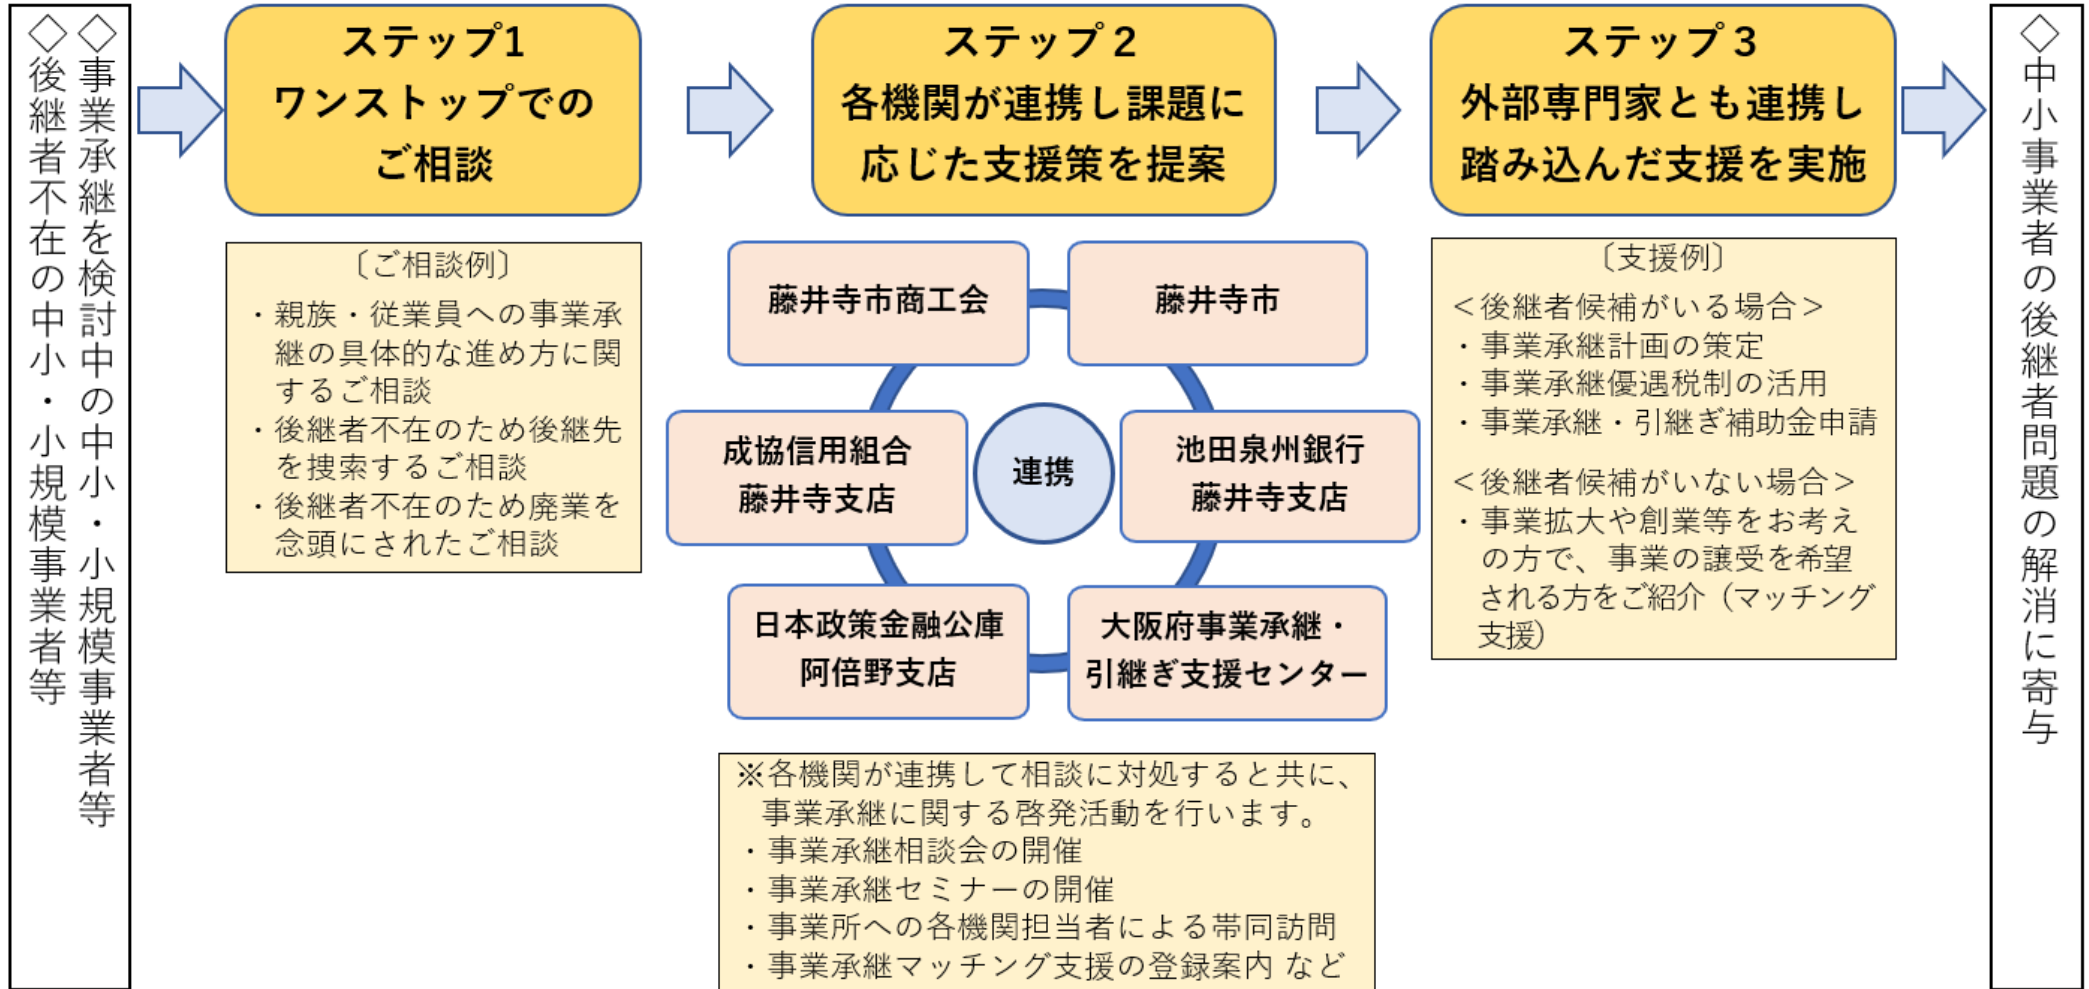 ◇事業承継を検討中の中小・小規模事業者等
◇後継者不在の中小・小規模事業者等
ステップ1
ワンストップでの
ご相談
〔ご相談例〕
・親族・従業員への事業承
継の具体的な進め方に関
するご相談
・後継者不在のため後継先
を捜索するご相談
・後継者不在のため廃業を
念頭にされたご相談
ステップ２
各機関が連携し課題に
応じた支援策を提案
藤井寺市商工会
藤井寺市
成協信用組合
藤井寺支店
連携
池田泉州銀行
藤井寺支店
日本政策金融公庫
阿倍野支店
大阪府事業承継・
引継ぎ支援センター
※各機関が連携して相談に対処すると共に、
事業承継に関する啓発活動を行います。
・事業承継相談会の開催
・事業承継セミナーの開催
・事業所への各機関担当者による帯同訪問
・事業承継マッチング支援の登録案内 など
ステップ３
外部専門家とも連携し
踏み込んだ支援を実施
〔支援例〕
＜後継者候補がいる場合＞
・事業承継計画の策定
・事業承継優遇税制の活用
・事業承継・引継ぎ補助金申請
＜後継者候補がいない場合＞
・事業拡大や創業等をお考え
の方で、事業の譲受を希望
される方をご紹介（マッチング
支援）
◇中小事業者の後継者問題の解消に寄与